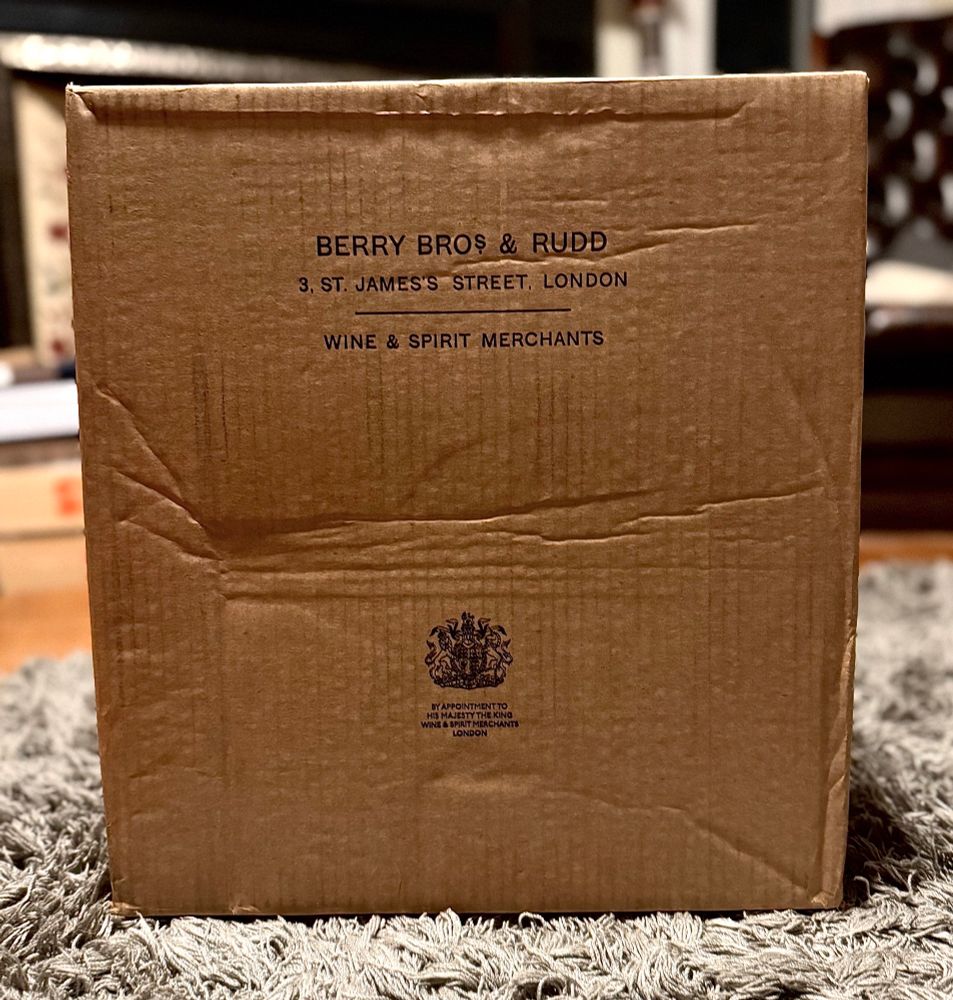 BERRY BROS & RUDD
3, ST. JAMES'S STREET, LONDON
WINE & SPIRIT MERCHANTS
BY APPOINTMENT TO
HIS MAJESTY THE KING
WINE & SPIRIT MERCHANTS
LONDON